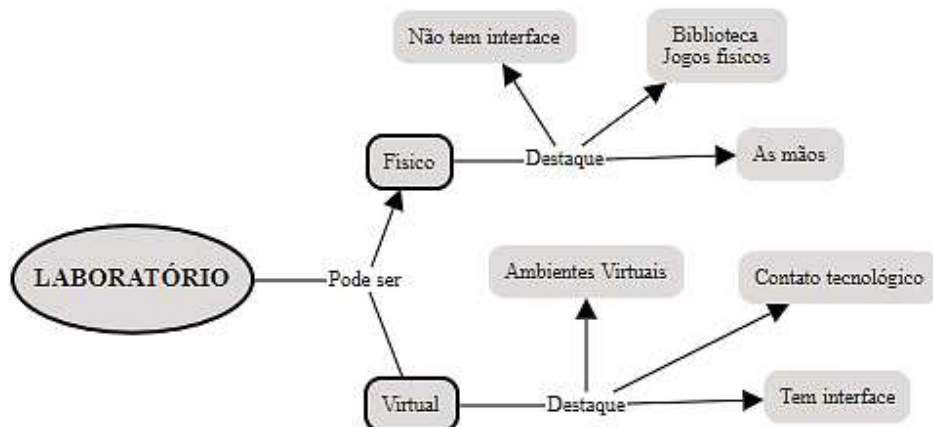 Não tem interface
Biblioteca
Jogos físicos
Físico
Destaque
As mãos
LABORATÓRIO
Pode ser
Ambientes Virtuais
Contato tecnológico
Virtual
Destaque
Tem interface